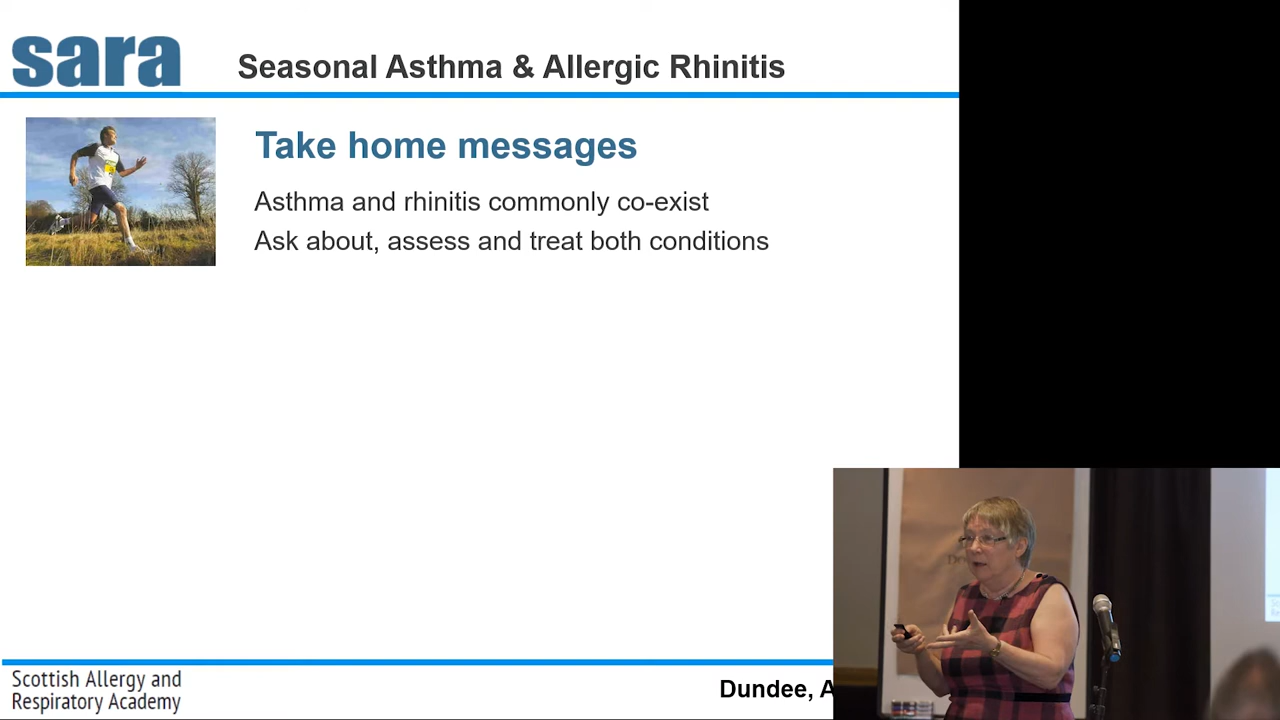 sara
Seasonal Asthma & Allergic Rhinitis
Take home messages
Asthma and rhinitis commonly co-exist
Ask about, assess and treat both conditions
Scottish Allergy and
Respiratory Academy
Dundee,